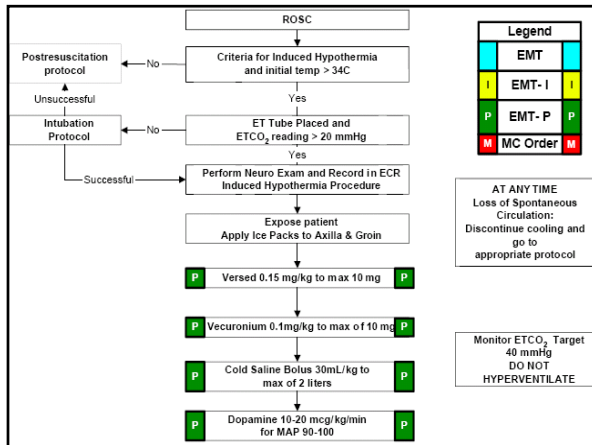 ROSC
Criteria for Induced Hypothermia
and initial temp > 34C
No
Postresuscitation
protocol
Yes
Unsuccessful
ET Tube Placed and
ETCO2 reading > 20 mmHg
No
Intubation
Protocol
Yes
Successful
Perform Neuro Exam and Record in ECR
Induced Hypothermia Procedure
Expose patient
Apply Ice Packs to Axilla & Groin
P Versed 0.15 mg/kg to max 10 mg P
P Vecuronium 0.1mg/kg to max of 10 mg P
P Cold Saline Bolus 30mL/kg to
max of 2 liters P
P Dopamine 10-20 mcg/kg/min
for MAP 90-100 P
Legend
EMT
I EMT- I I
P EMT- P P
M MC Order M
AT ANY TIME
Loss of Spontaneous
Circulation:
Discontinue cooling and
go to
appropriate protocol
Monitor ETCO2 Target
40 mmHg
DO NOT
HYPERVENTILATE